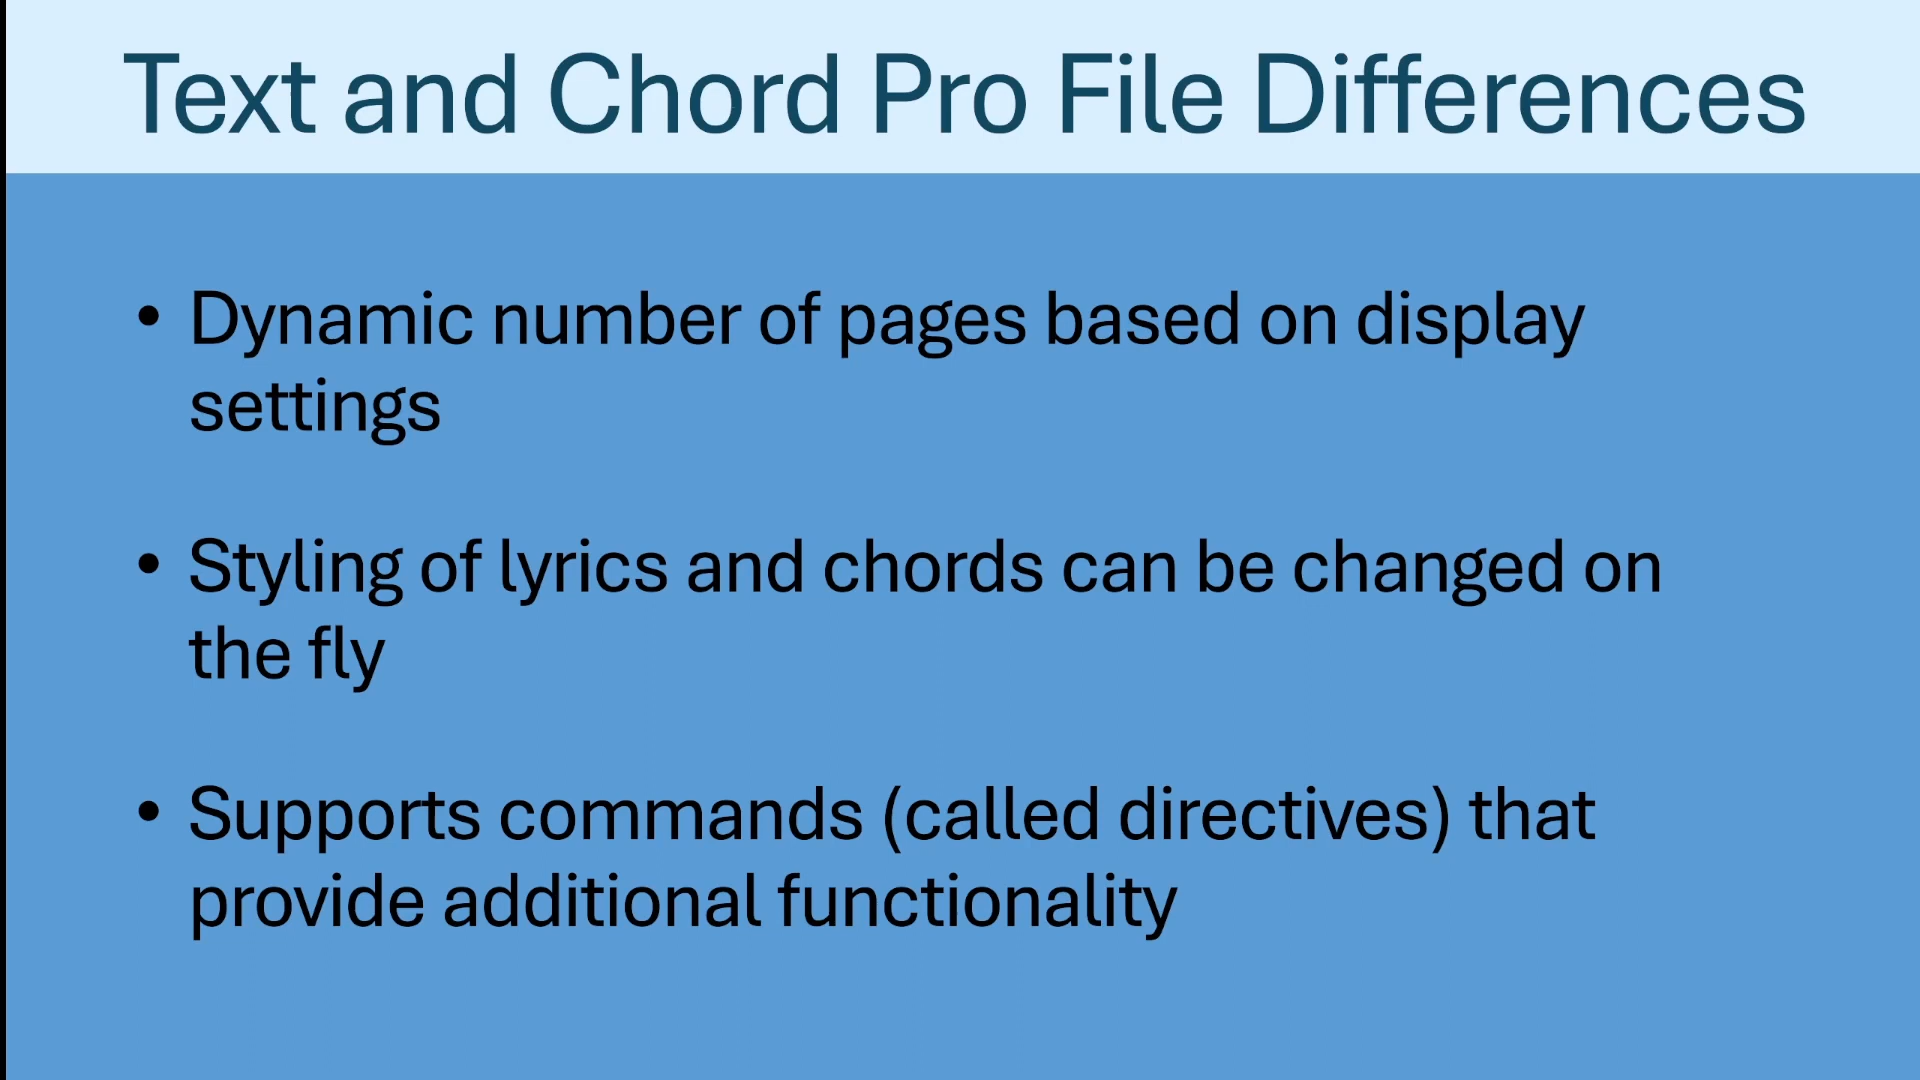 Text and Chord Pro File Differences
• Dynamic number of pages based on display
settings
• Styling of lyrics and chords can be changed on
the fly
• Supports commands (called directives) that
provide additional functionality